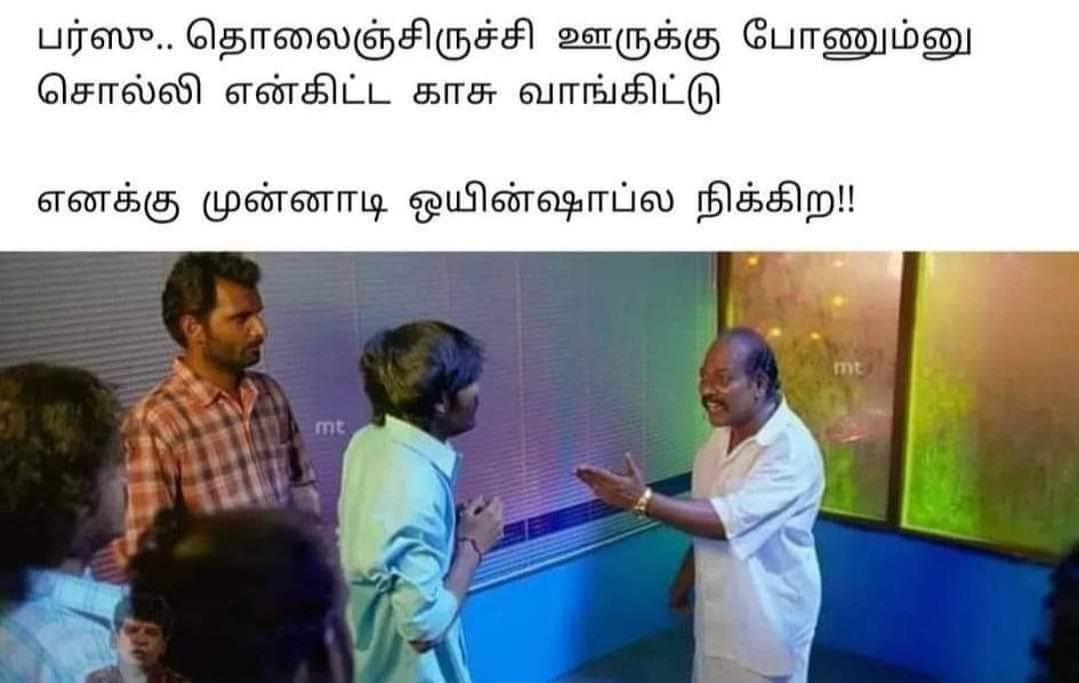 பர்ஸு.. தொலைஞ்சிருச்சி ஊருக்கு போணும்னு
சொல்லி என்கிட்ட காசு வாங்கிட்டு
எனக்கு முன்னாடி ஒயின்ஷாப்ல நிக்கிற!!
mt
mt